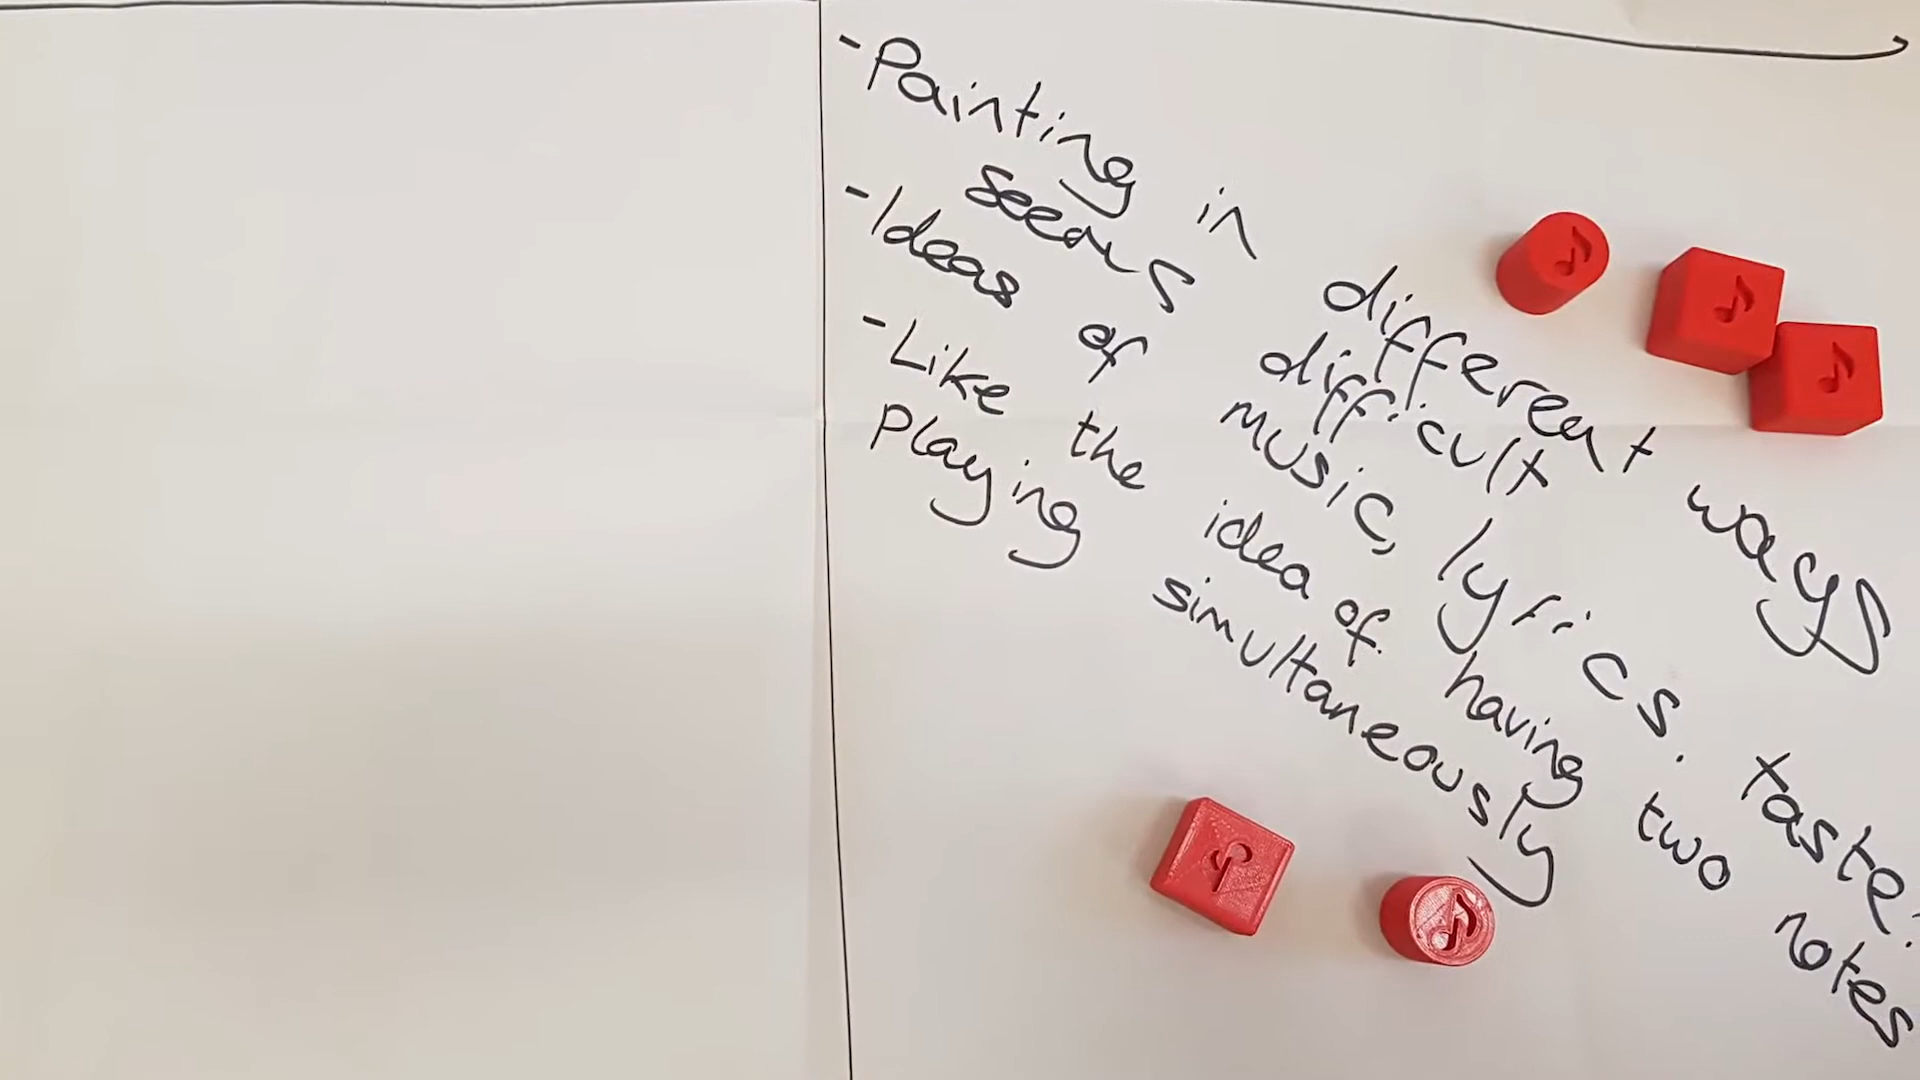 - Painting in different ways
seems difficult
- Ideas of music, lyrics. taste.
- Like the idea of having two notes
Playing simultaneously